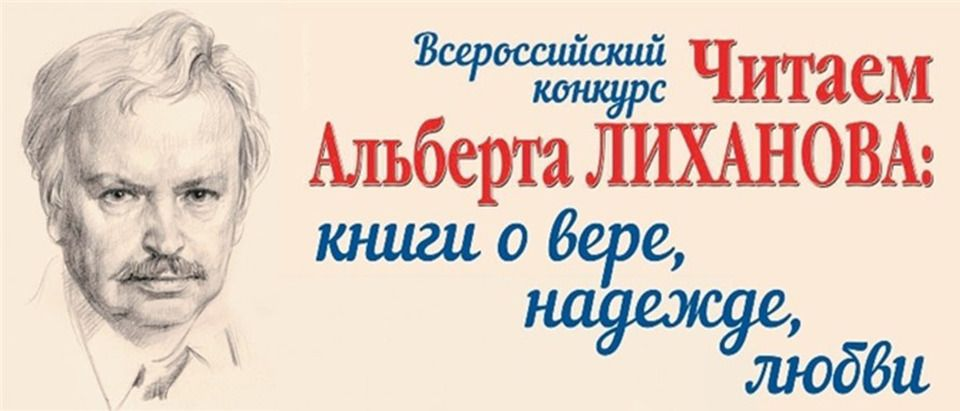 Всероссийский
конкурс Читаем
Альберта ЛИХАНОВА:
книги о вере,
надежде,
любви